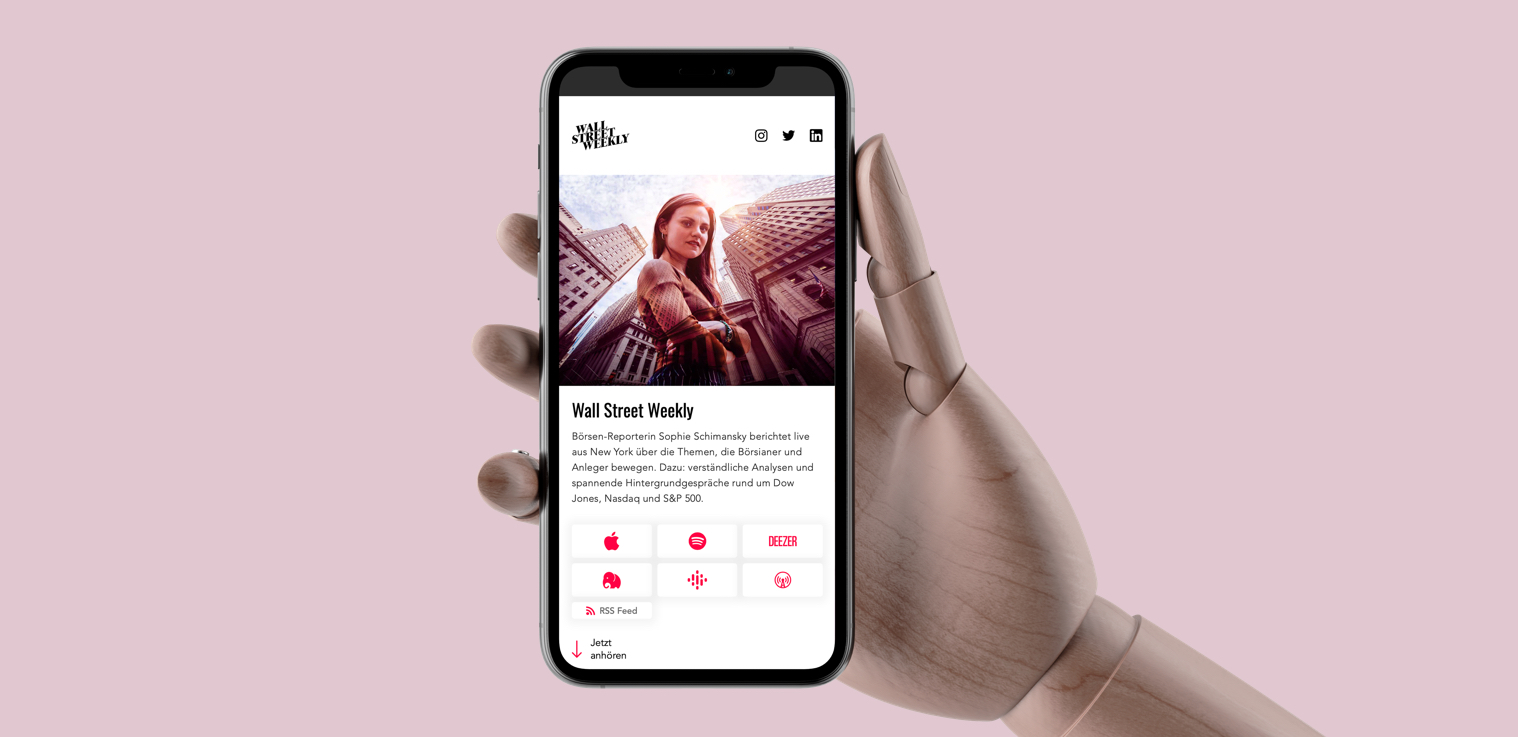 WALL
STREET
WEEKLY
Wall Street Weekly
Börsen-Reporterin Sophie Schimansky berichtet live
aus New York über die Themen, die Börsianer und
Anleger bewegen. Dazu: verständliche Analysen und
spannende Hintergrundgespräche rund um Dow
Jones, Nasdaq und S&P 500.
DEEZER
RSS Feed
Jetzt
anhören